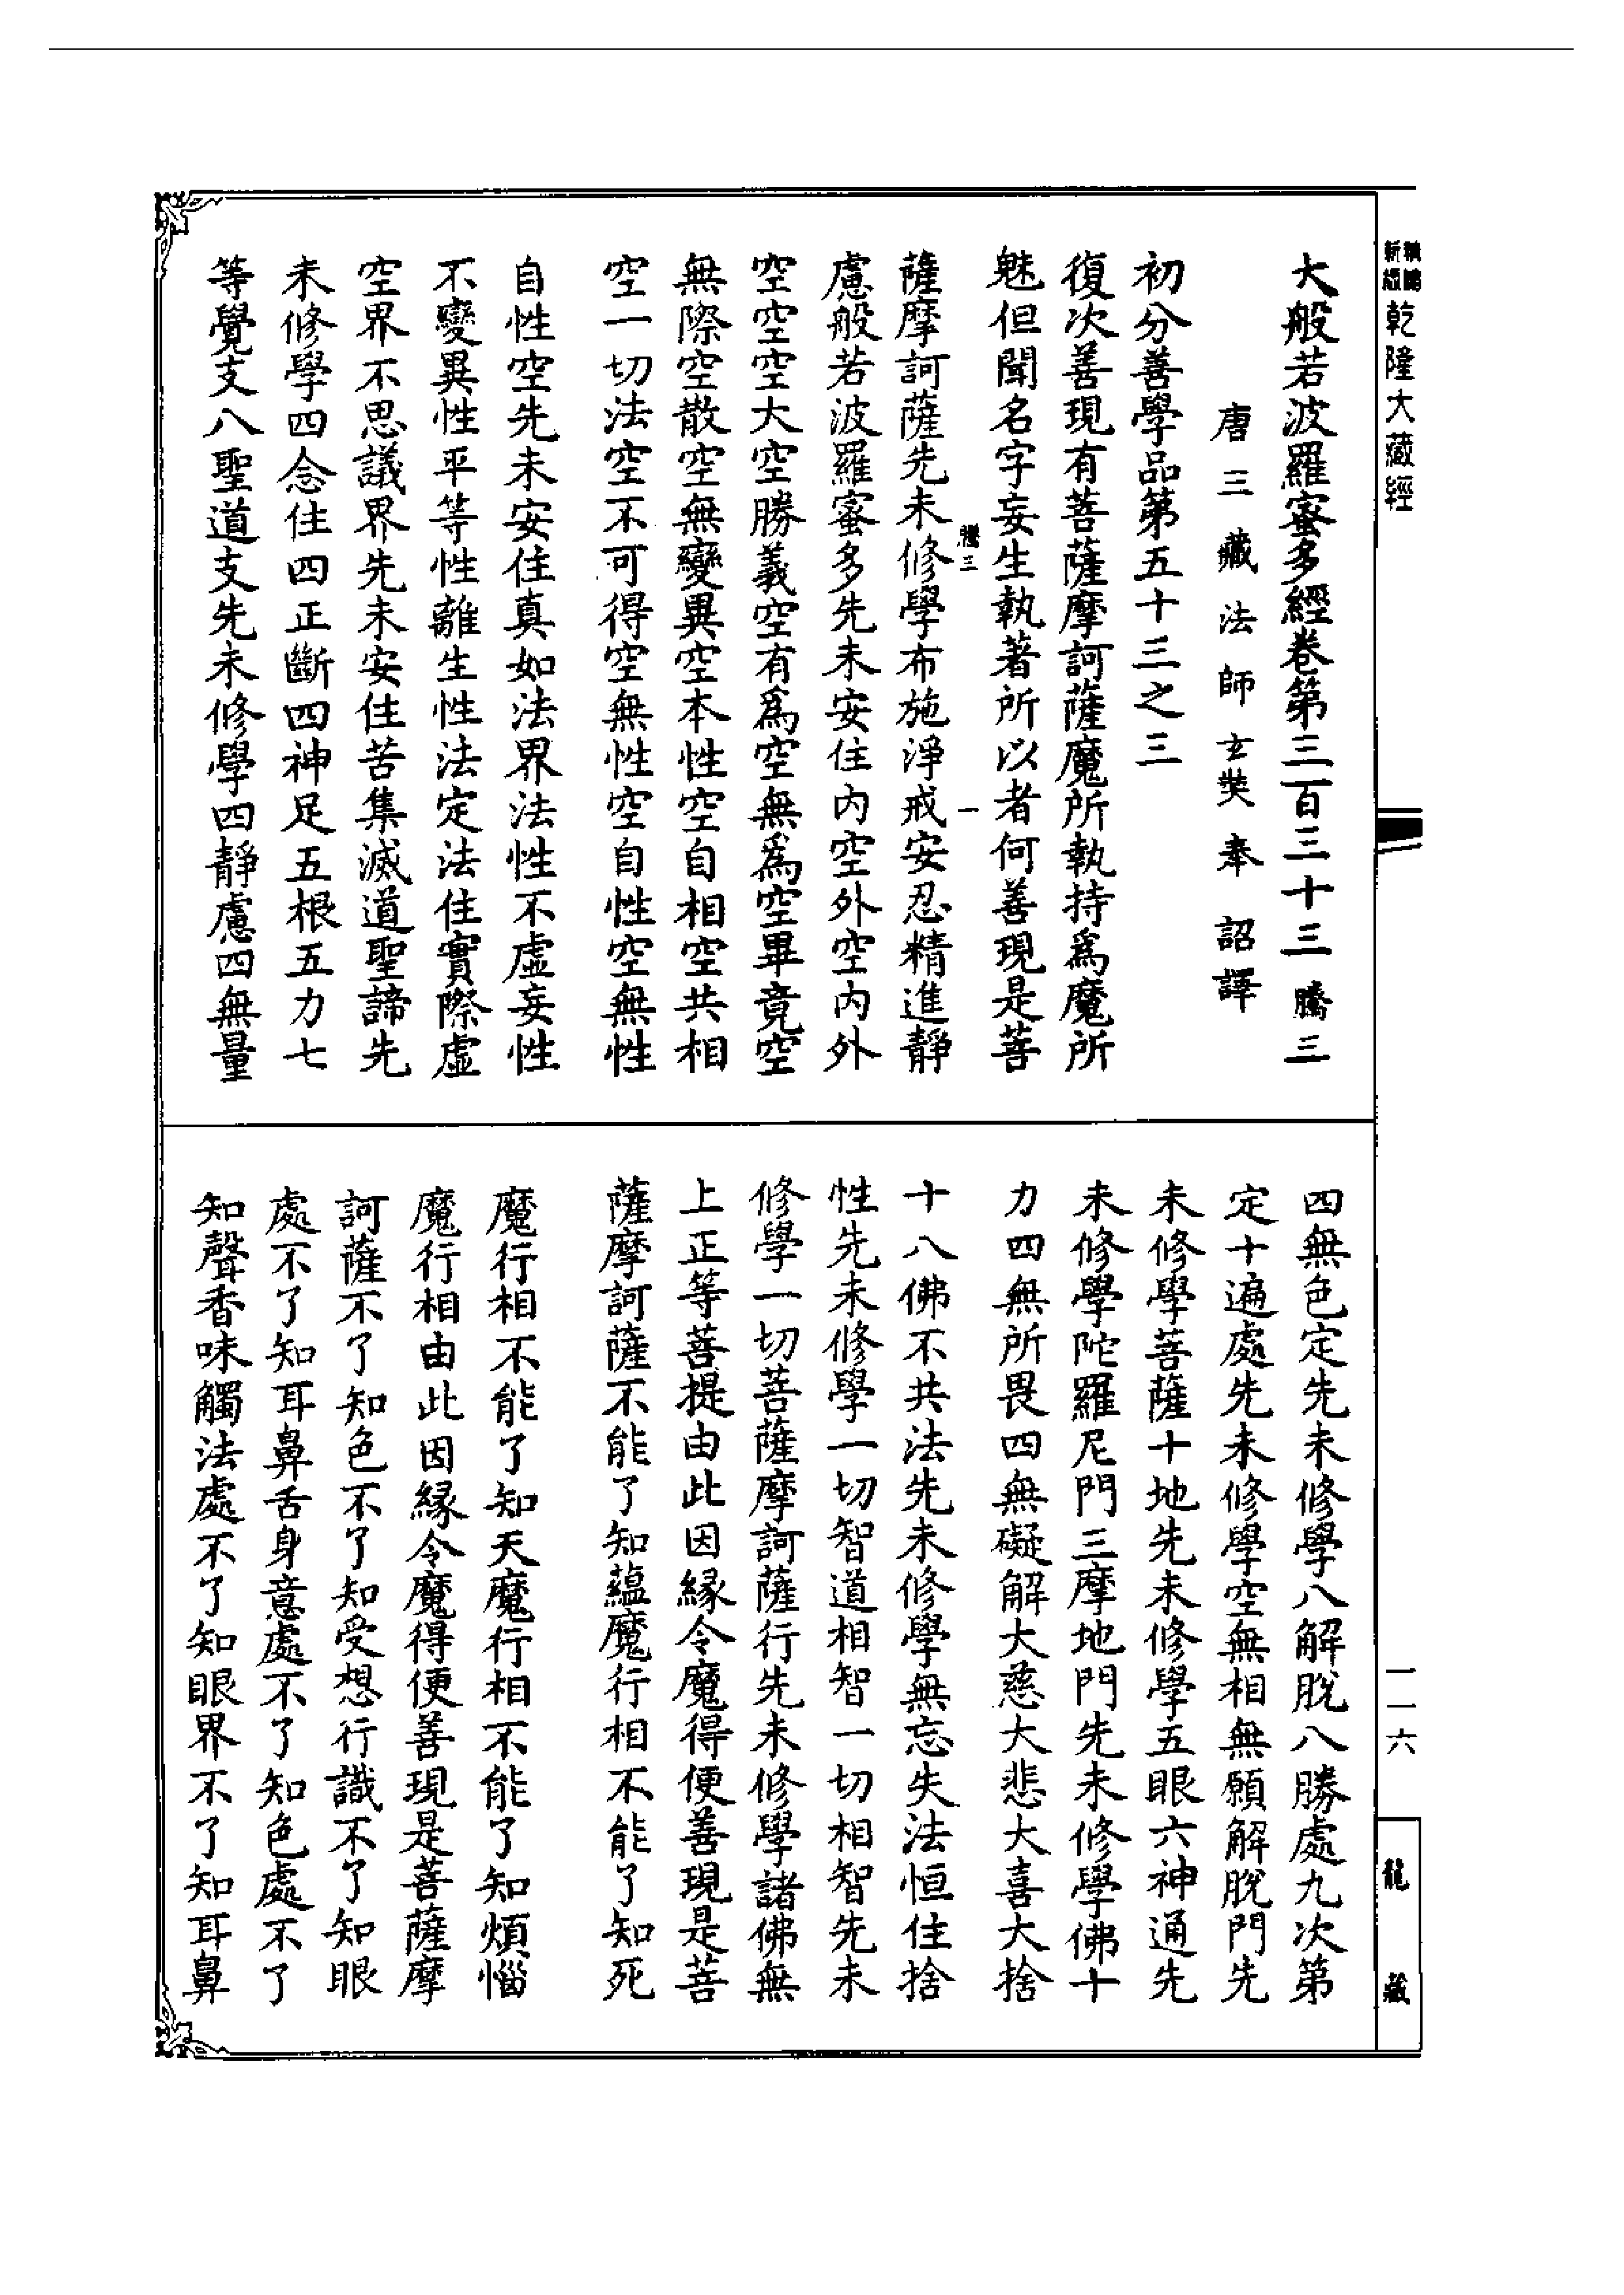 乾隆大藏經
大般若波羅蜜多經卷第三百三十三 騰三
唐三藏法師玄奘奉 詔譯
初分善學品第五十三之三
復次善現有菩薩摩訶薩魔所執持爲魔所
魅但聞名字妄生執著所以者何善現是菩
騰三 一
薩摩訶薩先未修學布施淨戒安忍精進靜
慮般若波羅蜜多先未安住內空外空內外
空空空大空勝義空有爲空無爲空畢竟空
無際空散空無變異空本性空自相空共相
空一切法空不可得空無性空自性空無性
自性空先未安住真如法界法性不虛妄性
不變異性平等性離生性法定法住實際虛
空界不思議界先未安住苦集滅道聖諦先
未修學四念住四正斷四神足五根五力七
等覺支八聖道支先未修學四靜慮四無量
四無色定先未修學八解脫八勝處九次第
定十遍處先未修學空無相無願解脫門先
未修學菩薩十地先未修學五眼六神通先
未修學陀羅尼門三摩地門先未修學佛十
力四無所畏四無礙解大慈大悲大喜大捨
十八佛不共法先未修學無忘失法恒住捨
性先未修學一切智道相智一切相智先未
修學一切菩薩摩訶薩行先未修學諸佛無
上正等菩提由此因緣令魔得便善現是菩
薩摩訶薩不能了知蘊魔行相不能了知死
魔行相不能了知天魔行相不能了知煩惱
魔行相由此因緣令魔得便善現是菩薩摩
訶薩不了知色不了知受想行識不了知眼
處不了知耳鼻舌身意處不了知色處不了
知聲香味觸法處不了知眼界不了知耳鼻
一一六
龍藏